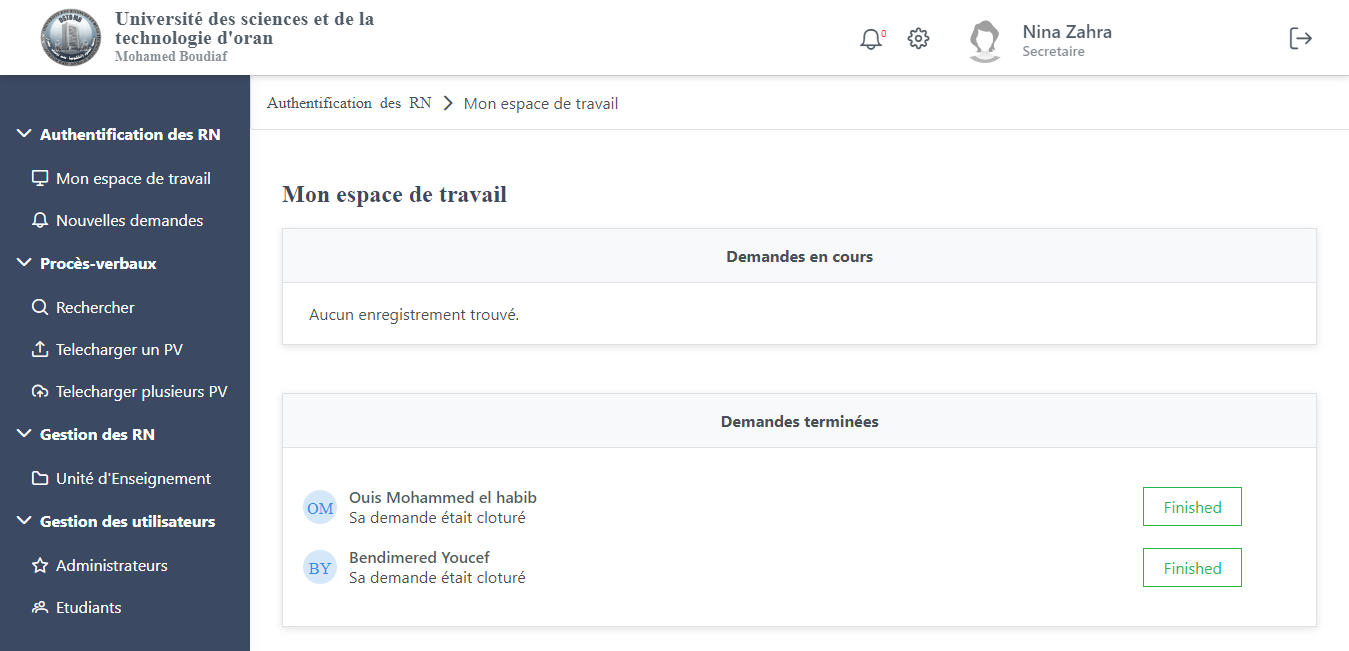 Université des sciences et de la
technologie d'oran
Mohamed Boudiaf
0
Nina Zahra
Secretaire
Authentification des RN
Mon espace de travail
Nouvelles demandes
Procès-verbaux
Rechercher
Telecharger un PV
Telecharger plusieurs PV
Gestion des RN
Unité d'Enseignement
Gestion des utilisateurs
Administrateurs
Etudiants
Authentification des RN > Mon espace de travail
Mon espace de travail
Demandes en cours
Aucun enregistrement trouvé.
Demandes terminées
OM
Ouis Mohammed el habib
Sa demande était cloturé
Finished
BY
Bendimered Youcef
Sa demande était cloturé
Finished